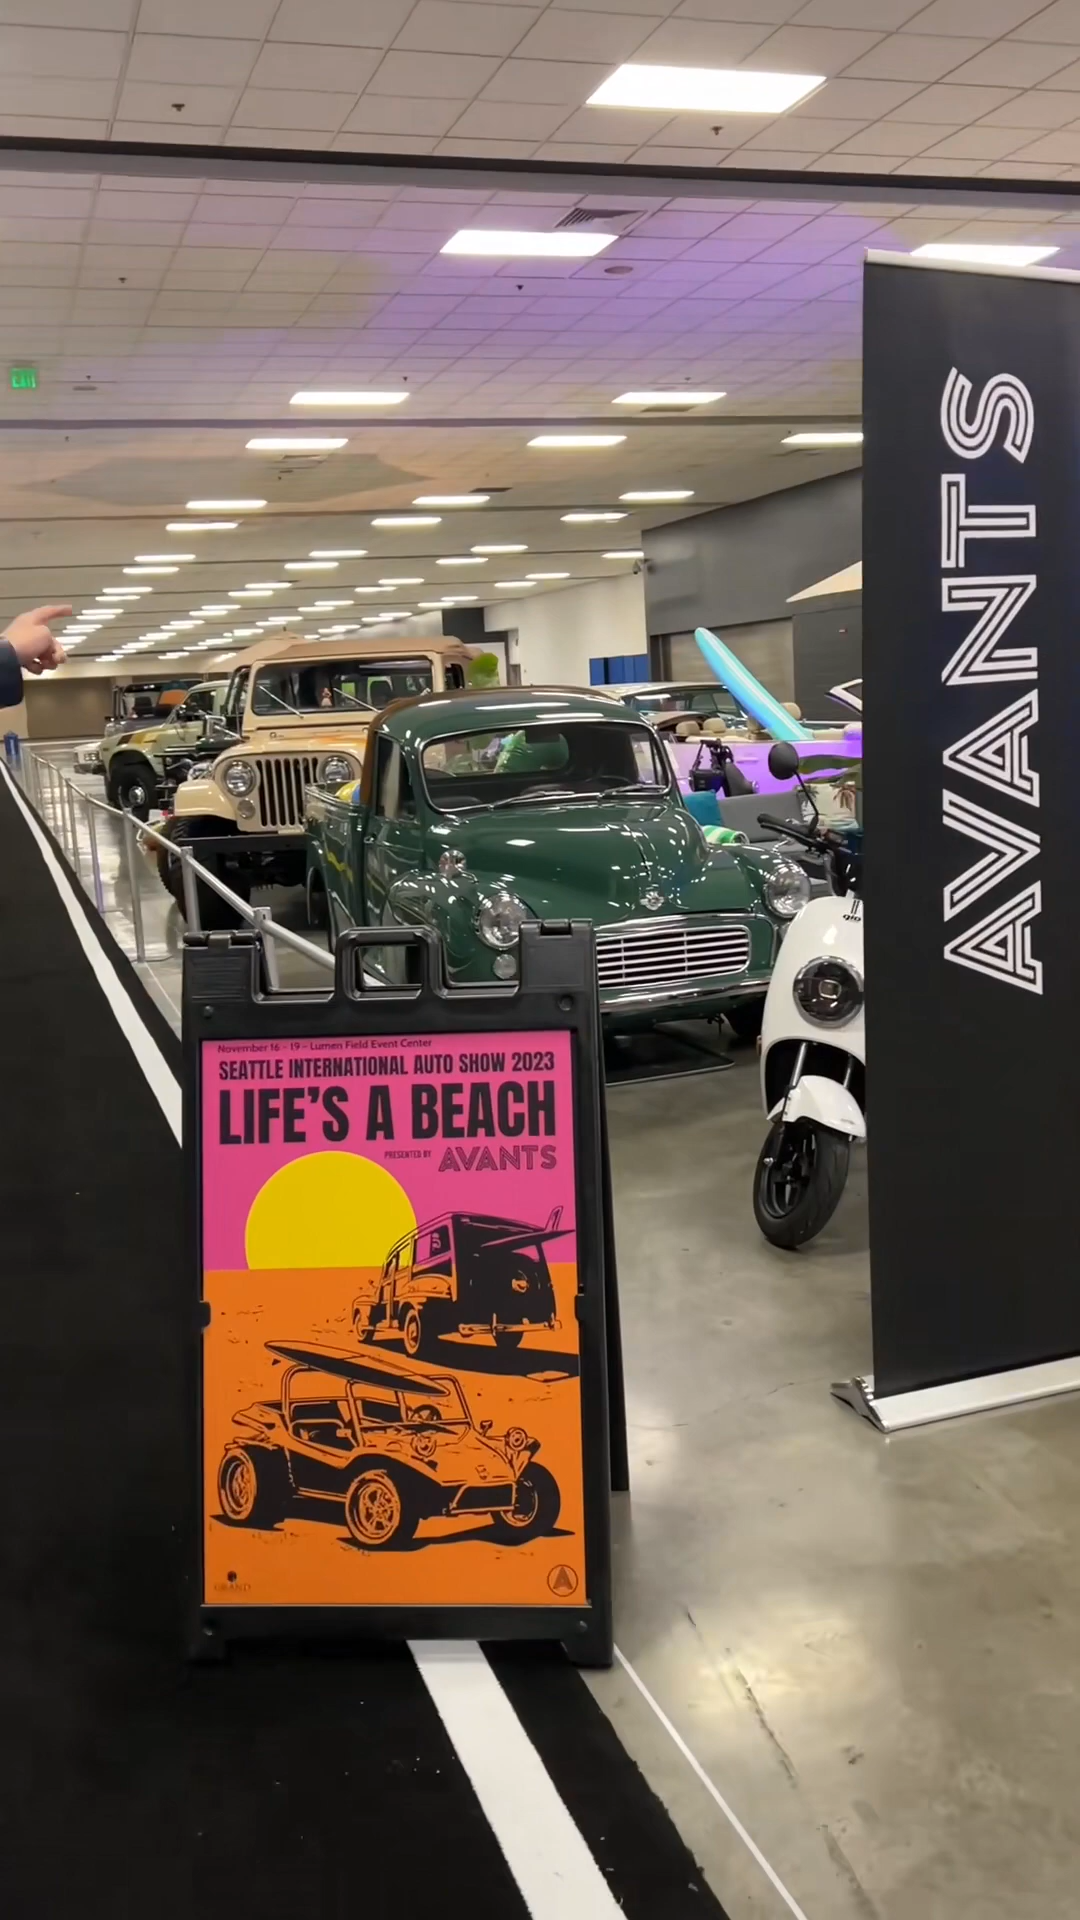 EXIT
AVANTS
November 16 - 19 - Lumen Field Event Center
SEATTLE INTERNATIONAL AUTO SHOW 2023
LIFE'S A BEACH
PRESENTED BY AVANTS